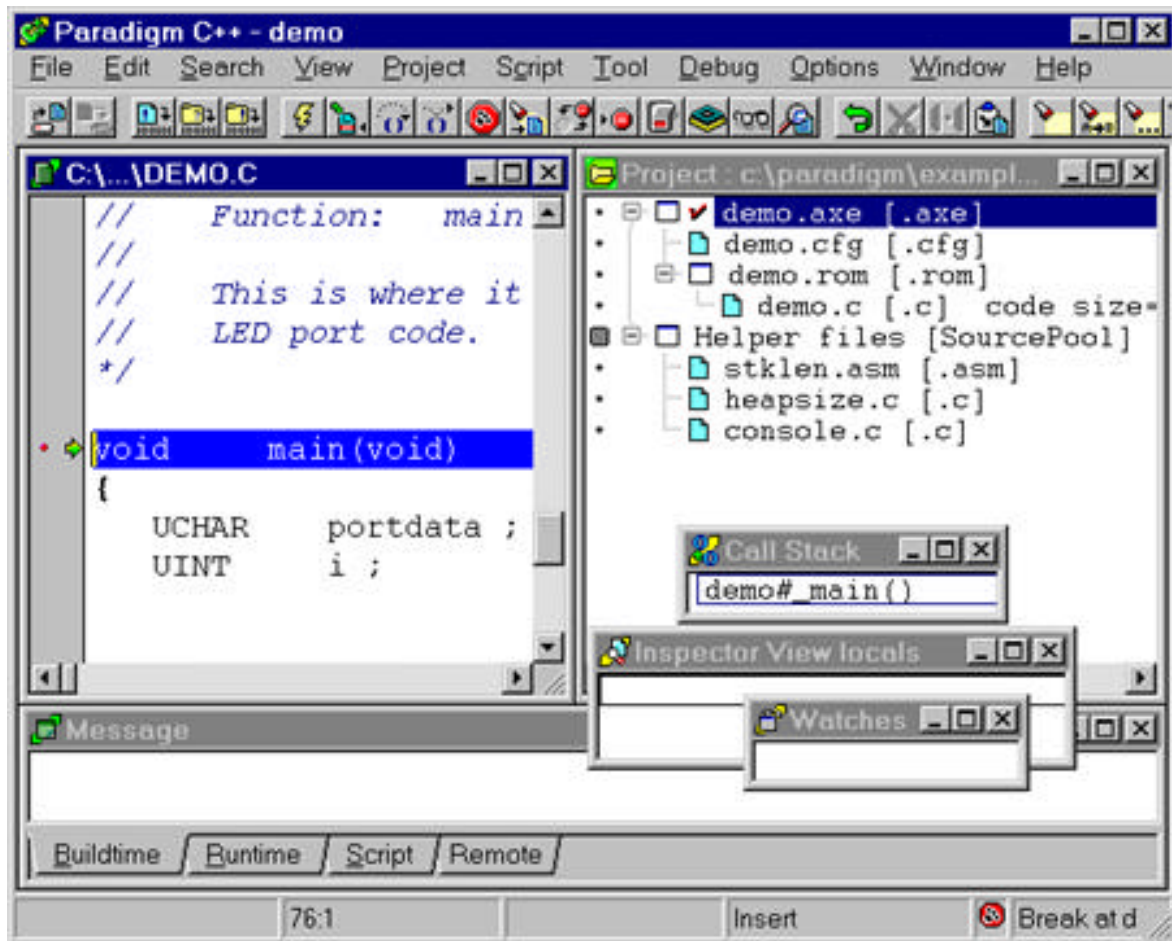 Paradigm C++ - demo
File Edit Search View Project Script Tool Debug Options Window Help
C:\...\DEMO.C
//    Function:   main
//
//    This is where it
//    LED port code.
*/
void     main(void)
{
UCHAR    portdata ;
UINT     i ;
Project : c:\paradigm\exampl...
demo.axe [.axe]
demo.cfg [.cfg]
demo.rom [.rom]
demo.c [.c]  code size=
Helper files [SourcePool]
stklen.asm [.asm]
heapsize.c [.c]
console.c [.c]
Call Stack
demo#_main()
Inspector View locals
Watches
Message
Buildtime Runtime Script Remote
76:1 Insert Break at d